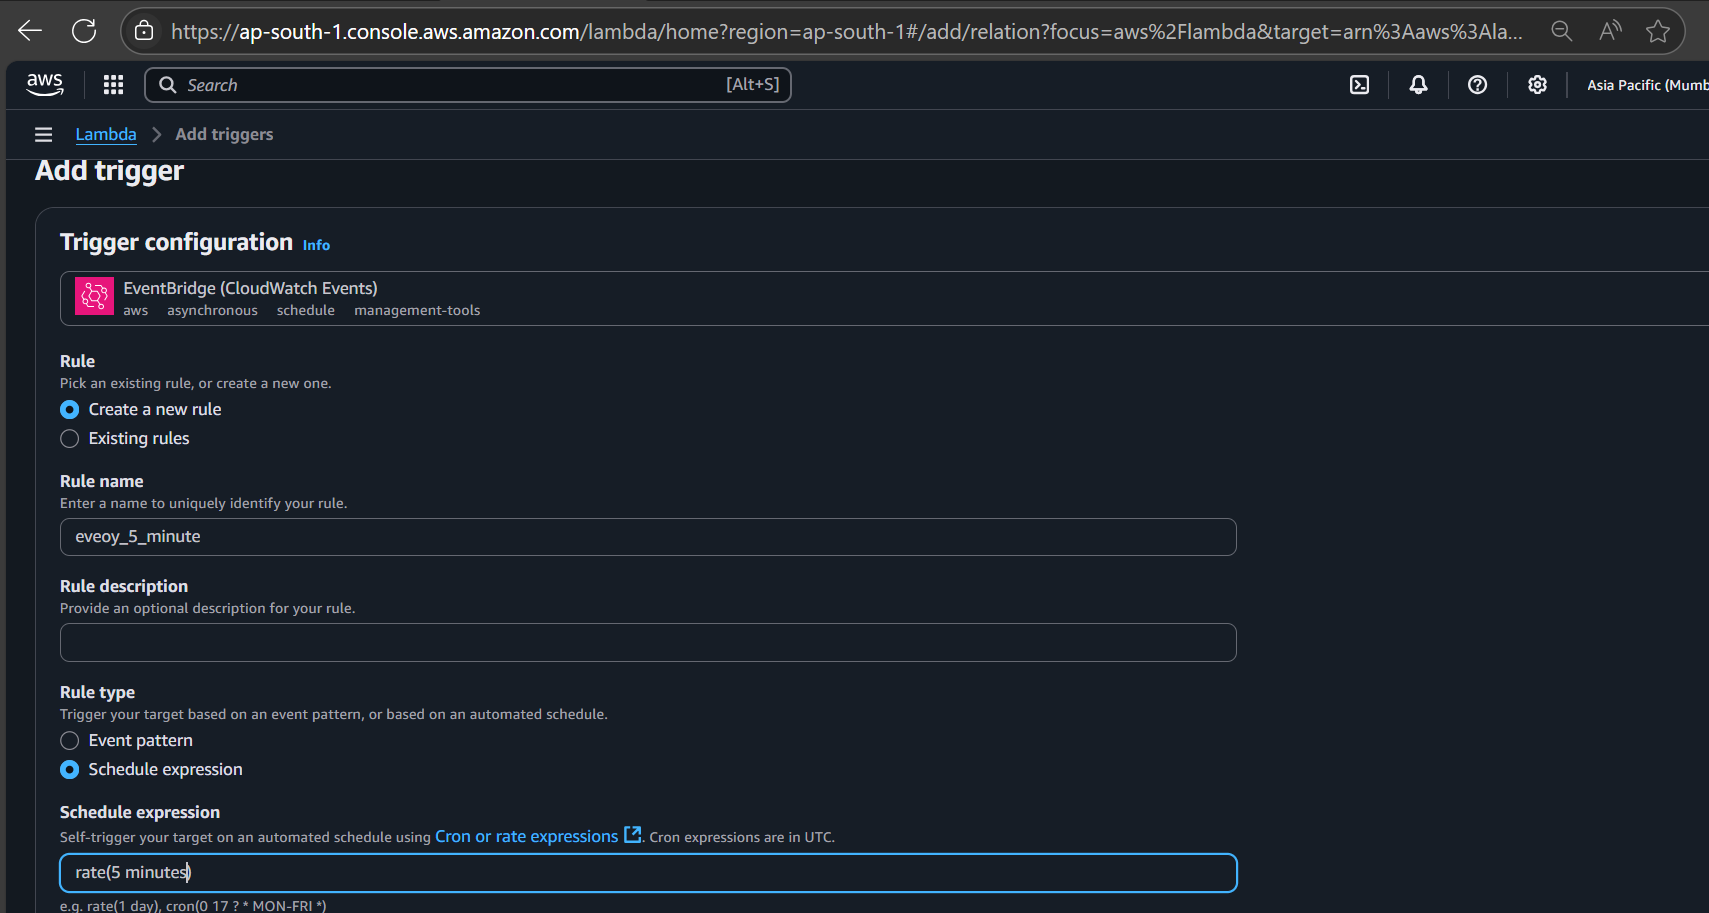 https://ap-south-1.console.aws.amazon.com/lambda/home?region=ap-south-1#/add/relation?focus=aws%2Flambda&target=arn%3Aaws%3Ala...
aws
Search [Alt+S]
Asia Pacific (Mumb
Lambda > Add triggers
Add trigger
Trigger configuration Info
EventBridge (CloudWatch Events)
aws asynchronous schedule management-tools
Rule
Pick an existing rule, or create a new one.
Create a new rule
Existing rules
Rule name
Enter a name to uniquely identify your rule.
eveoy_5_minute
Rule description
Provide an optional description for your rule.
Rule type
Trigger your target based on an event pattern, or based on an automated schedule.
Event pattern
Schedule expression
Schedule expression
Self-trigger your target on an automated schedule using Cron or rate expressions. Cron expressions are in UTC.
rate(5 minutes)
e.g. rate(1 day), cron(0 17 ? * MON-FRI *)